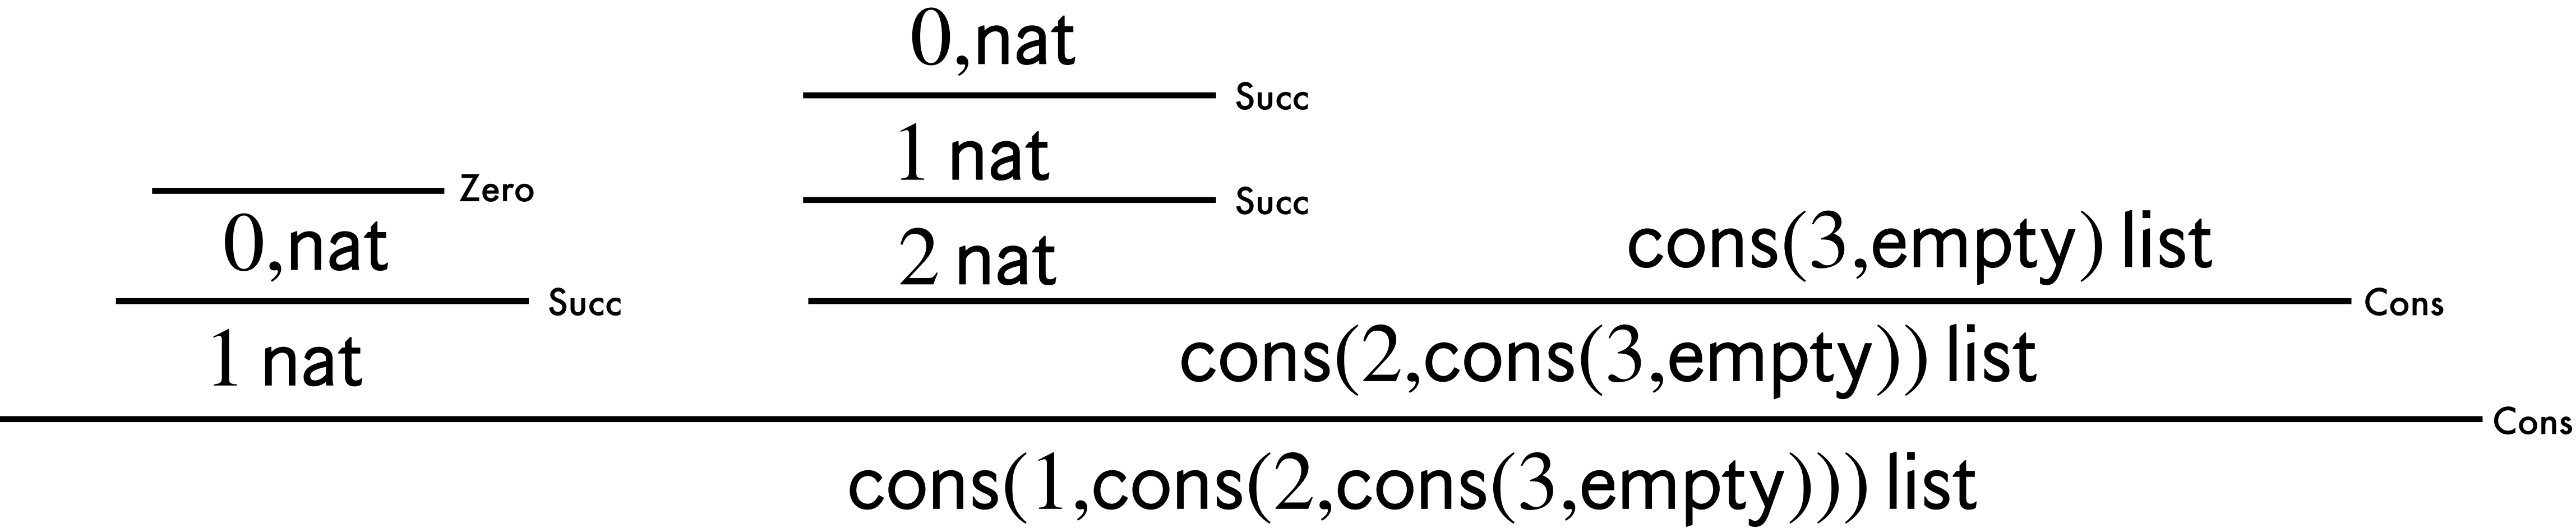 0,nat
Succ
1 nat
Zero
Succ
0,nat
2 nat
cons(3,empty) list
Succ
Cons
1 nat
cons(2,cons(3,empty)) list
Cons
cons(1,cons(2,cons(3,empty))) list